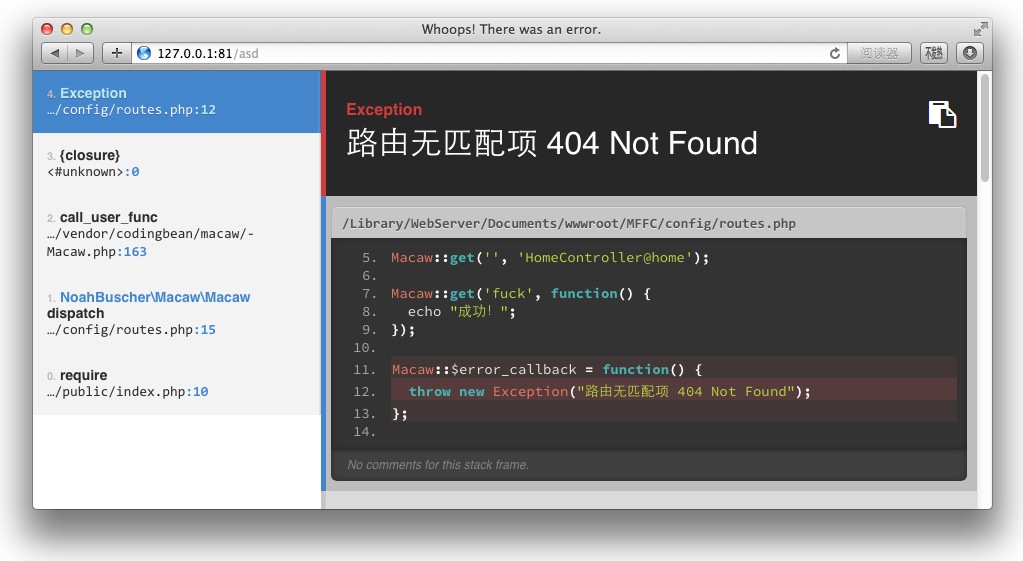 Whoops! There was an error.
127.0.0.1:81/asd
阅读器
4. Exception
…/config/routes.php:12
3. {closure}
<#unknown>:0
2. call_user_func
…/vendor/codingbean/macaw/-
Macaw.php:163
1. NoahBuscher\Macaw\Macaw
dispatch
…/config/routes.php:15
0. require
…/public/index.php:10
Exception
路由无匹配项 404 Not Found
/Library/WebServer/Documents/wwwroot/MFFC/config/routes.php
5. Macaw::get('', 'HomeController@home');
6.
7. Macaw::get('fuck', function() {
8. echo "成功！";
9. });
10.
11. Macaw::$error_callback = function() {
12. throw new Exception("路由无匹配项 404 Not Found");
13. };
14.
No comments for this stack frame.